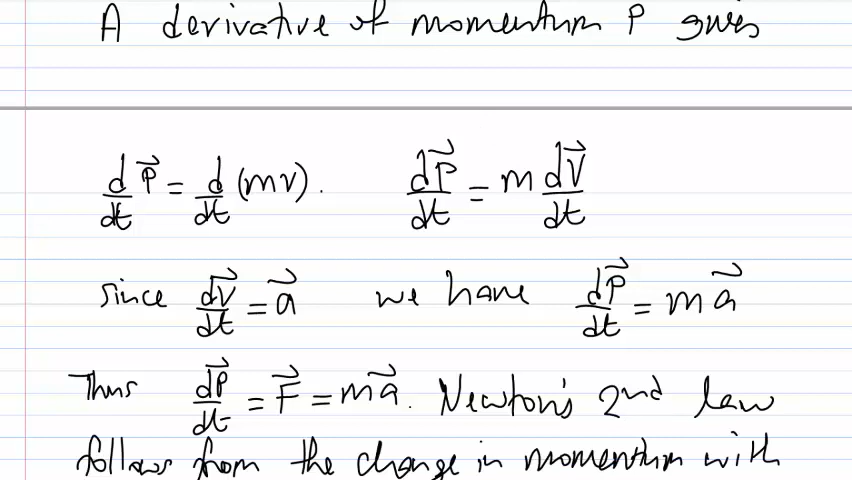 A derivative of momentum P gives
d/dt P⃗ = d/dt (mv). dP⃗/dt = m dV⃗/dt
since dV⃗/dt = a⃗ we have dP⃗/dt = m a⃗
Thus dP⃗/dt = F⃗ = ma⃗. Newton's 2nd law
follows from the change in momentum with